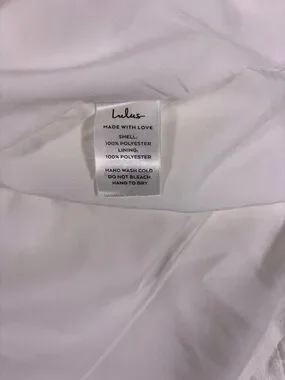 Lulus
MADE WITH LOVE
SHELL:
100% POLYESTER
LINING:
100% POLYESTER
HAND WASH COLD
DO NOT BLEACH
HANG TO DRY